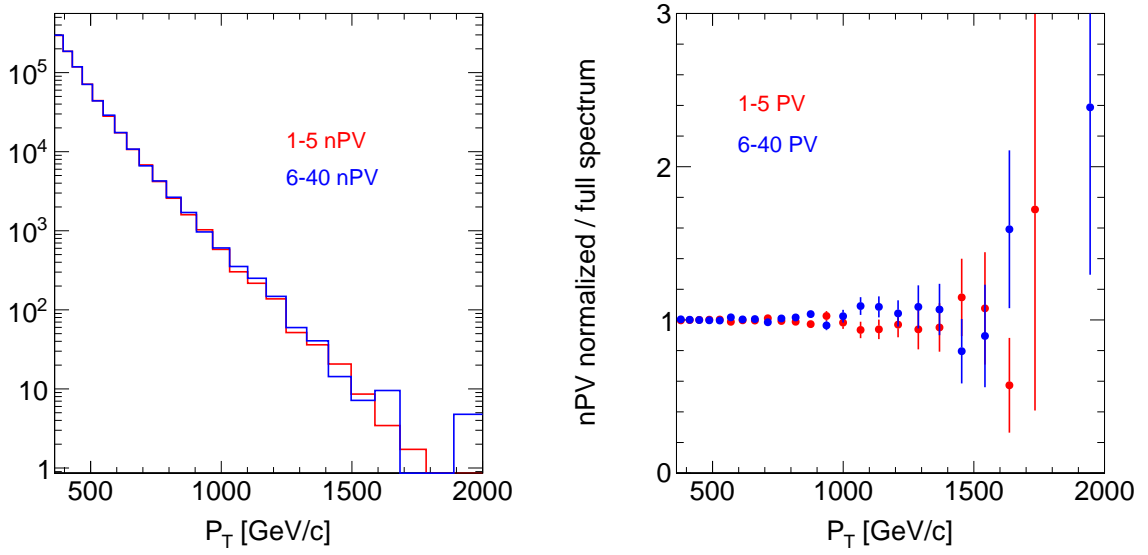 10^5
10^4
10^3
10^2
10
1
500
1000
1500
2000
P_T [GeV/c]
1-5 nPV
6-40 nPV
nPV normalized / full spectrum
3
2
1
0
500
1000
1500
2000
P_T [GeV/c]
1-5 PV
6-40 PV